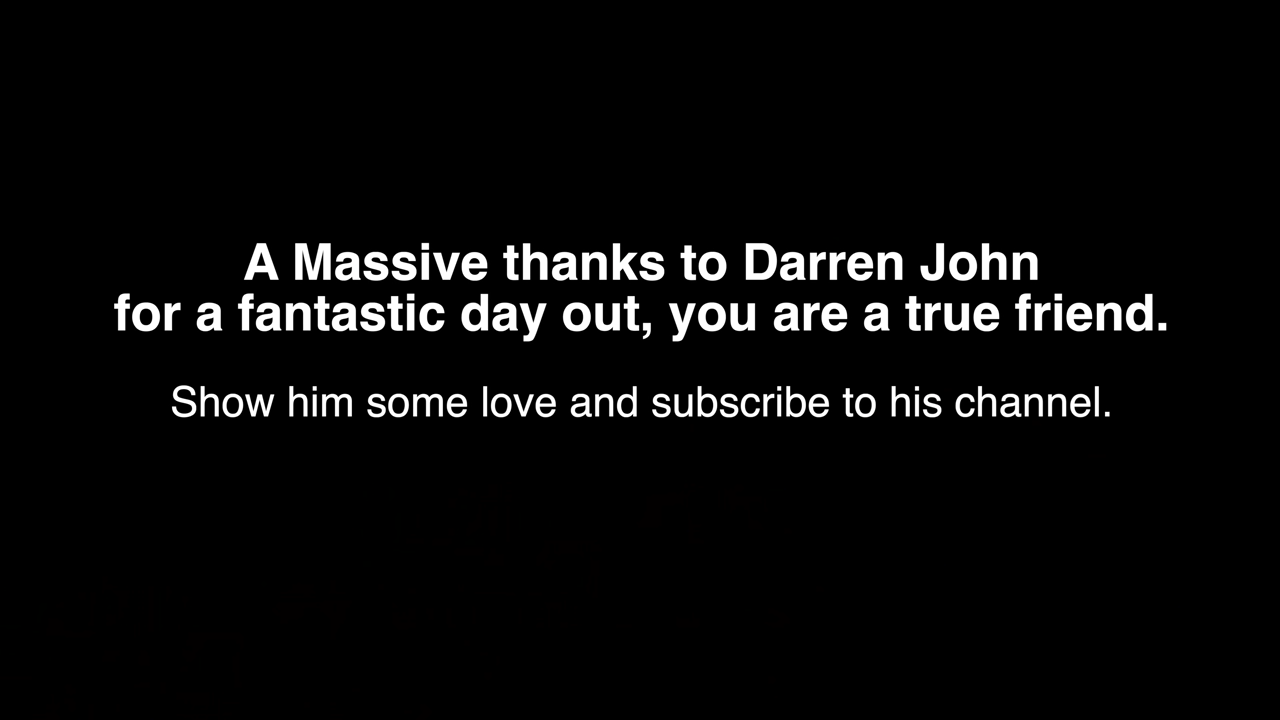 A Massive thanks to Darren John
for a fantastic day out, you are a true friend.
Show him some love and subscribe to his channel.